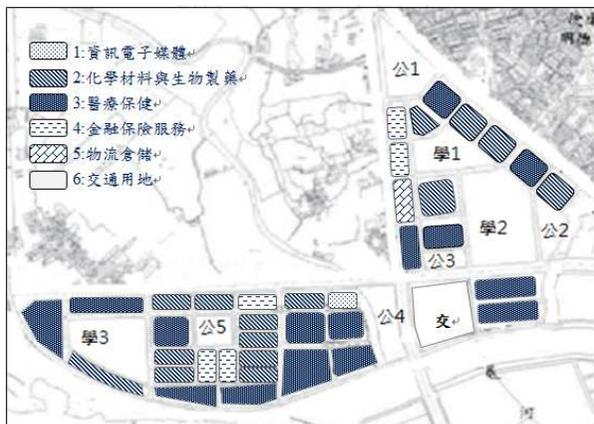 1:資訊電子媒體
2:化學材料與生物製藥
3:醫療保健
4:金融保險服務
5:物流倉儲
6:交通用地
公1
學1
學2
公2
公3
公4
交
公5
學3
河